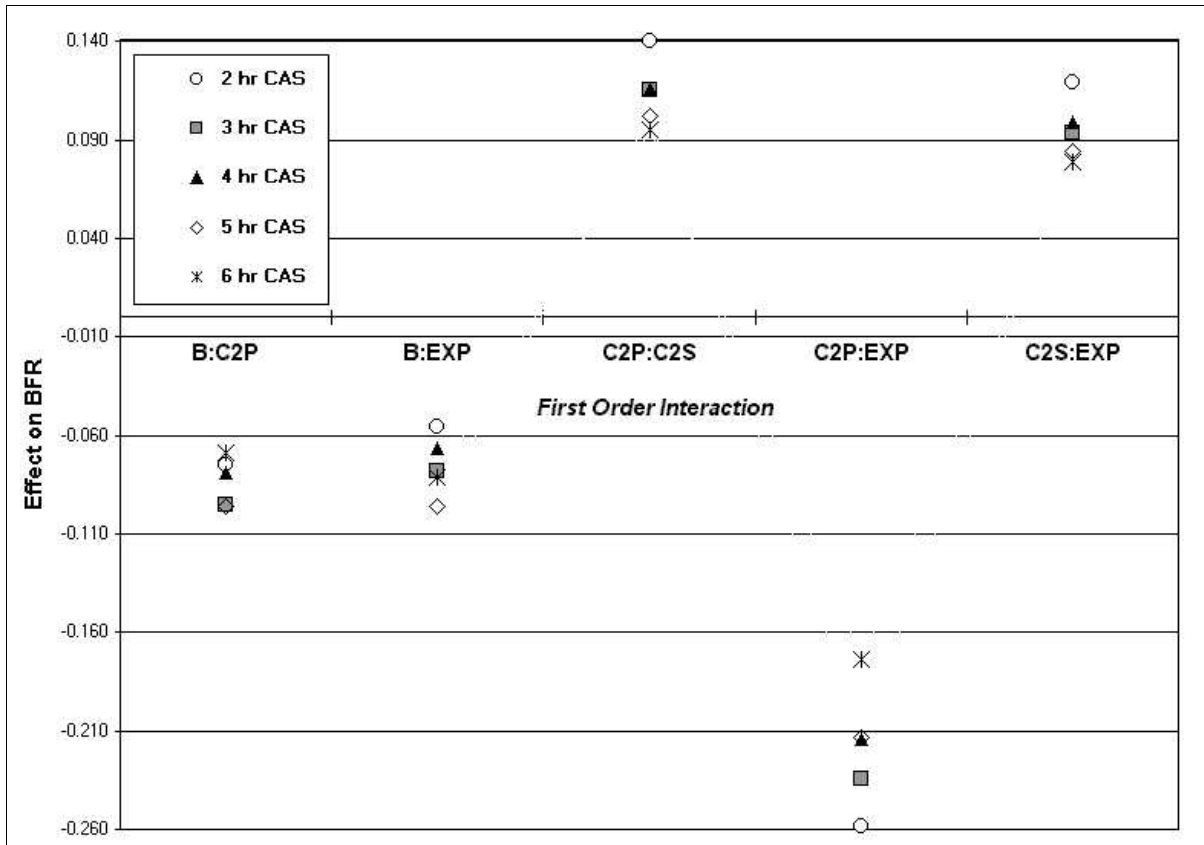 0.140
2 hr CAS
3 hr CAS
0.090
4 hr CAS
5 hr CAS
0.040
6 hr CAS
-0.010
B:C2P B:EXP C2P:C2S C2P:EXP C2S:EXP
First Order Interaction
-0.060
-0.110
-0.160
-0.210
-0.260
Effect on BFR